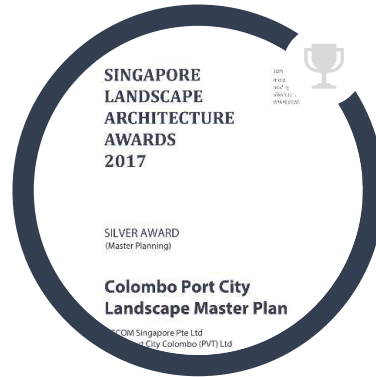 SINGAPORE
LANDSCAPE
ARCHITECTURE
AWARDS
2017
SILVER AWARD
(Master Planning)
Colombo Port City
Landscape Master Plan
COM Singapore Pte Ltd
City Colombo (PVT) Ltd